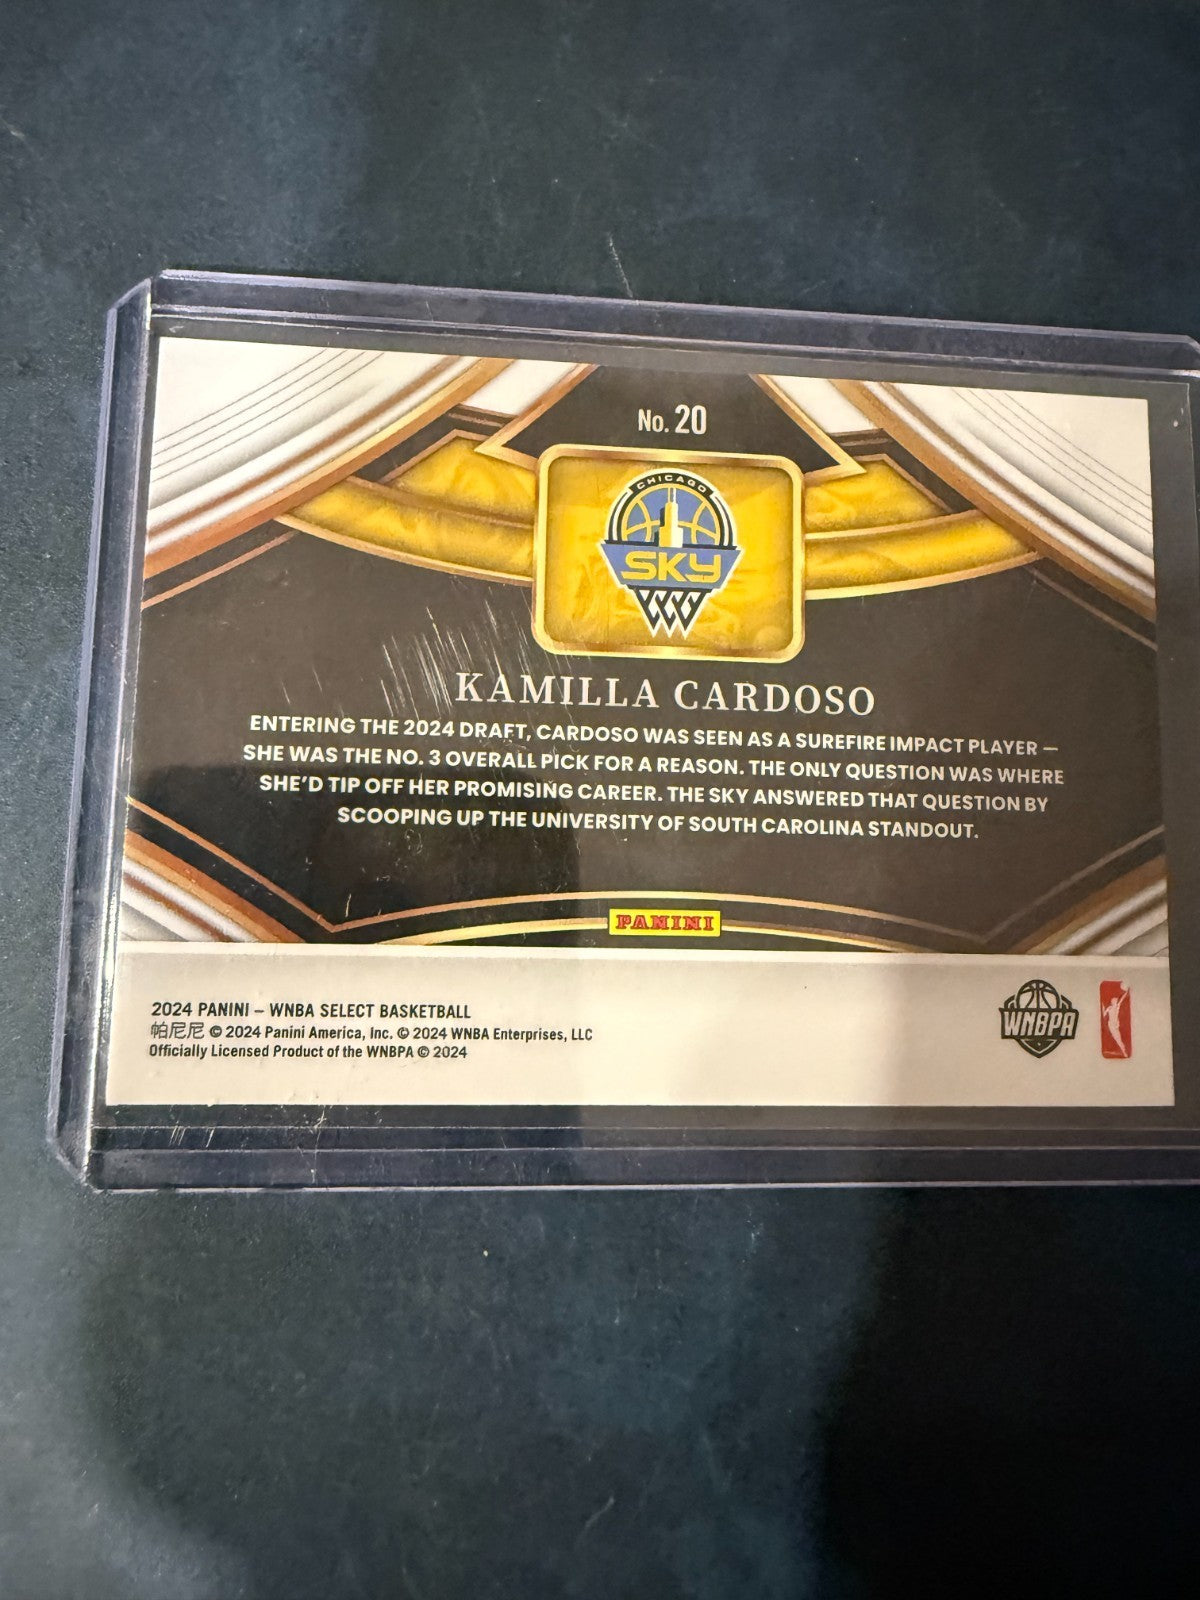 No. 20
CHICAGO
SKY
KAMILLA CARDOSO
ENTERING THE 2024 DRAFT, CARDOSO WAS SEEN AS A SUREFIRE IMPACT PLAYER —
SHE WAS THE NO. 3 OVERALL PICK FOR A REASON. THE ONLY QUESTION WAS WHERE
SHE'D TIP OFF HER PROMISING CAREER. THE SKY ANSWERED THAT QUESTION BY
SCOOPING UP THE UNIVERSITY OF SOUTH CAROLINA STANDOUT.
PANINI
2024 PANINI – WNBA SELECT BASKETBALL
帕尼尼 © 2024 Panini America, Inc. © 2024 WNBA Enterprises, LLC
Officially Licensed Product of the WNBPA © 2024
WNBPA